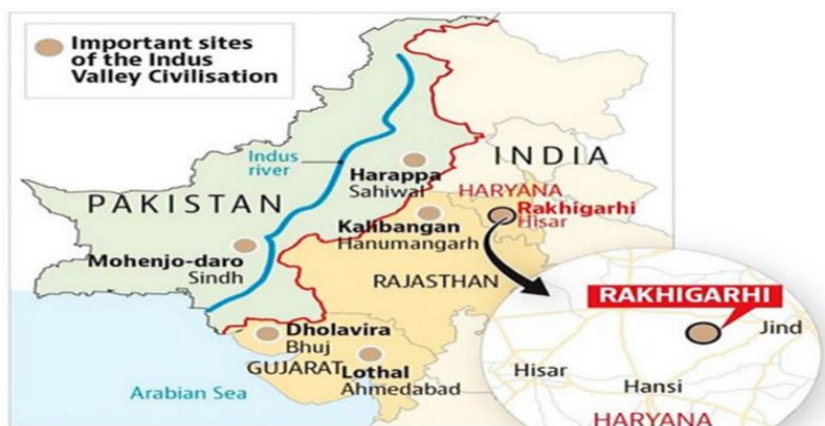 Important sites
of the Indus
Valley Civilisation
Indus
river
INDIA
Harappa
Sahiwal
HARYANA
PAKISTAN
Rakhigarhi
Hisar
Kalibangan
Hanumangarh
Mohenjo-daro
Sindh
RAJASTHAN
RAKHIGARHI
Dholavira
Bhuj
Jind
GUJARAT
Lothal
Ahmedabad
Hisar
Hansi
Arabian Sea
HARYANA